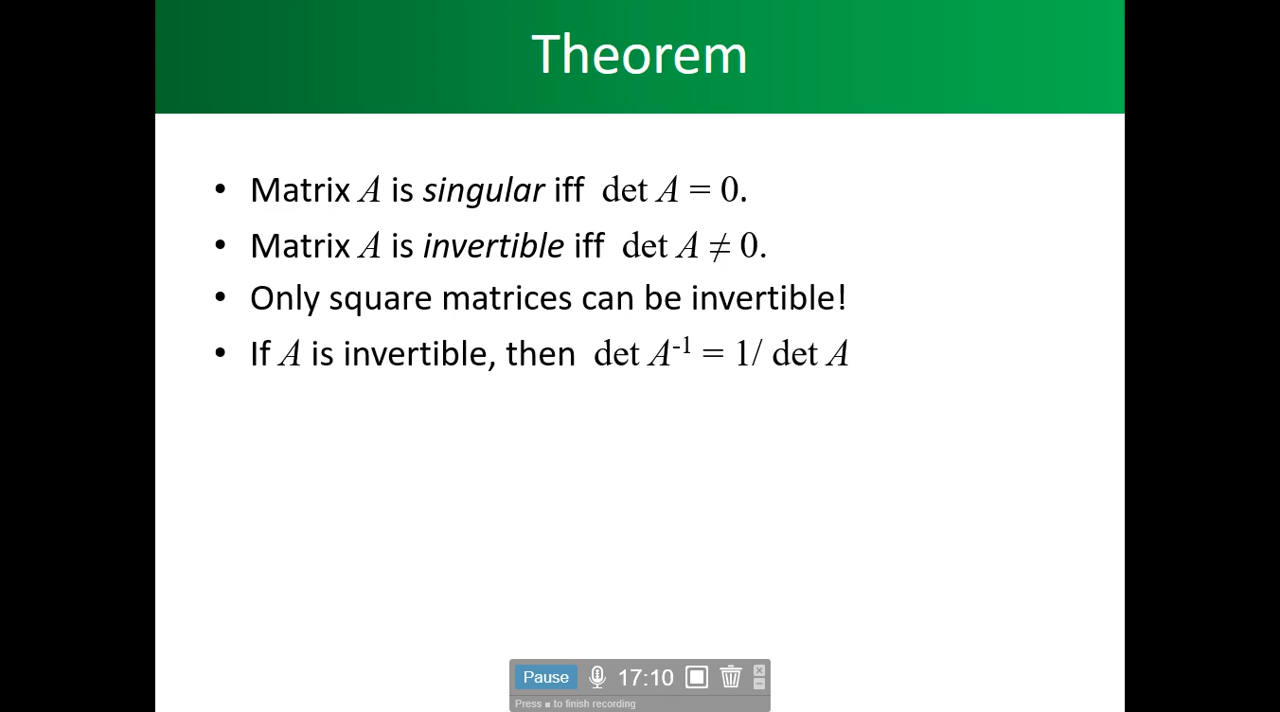 Theorem
• Matrix A is singular iff det A = 0.
• Matrix A is invertible iff det A ≠ 0.
• Only square matrices can be invertible!
• If A is invertible, then det A⁻¹ = 1/ det A
Pause 17:10
Press ■ to finish recording